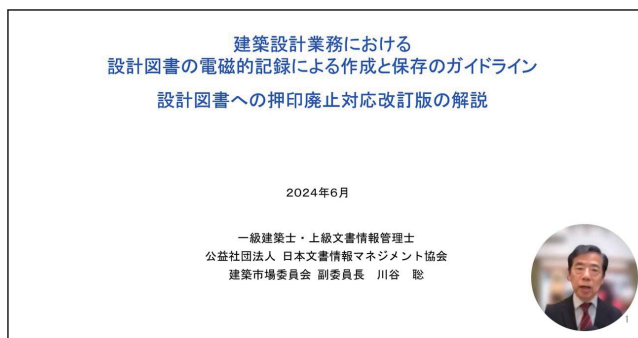 建築設計業務における
設計図書の電磁的記録による作成と保存のガイドライン
設計図書への押印廃止対応改訂版の解説
2024年6月
一級建築士・上級文書情報管理士
公益社団法人 日本文書情報マネジメント協会
建築市場委員会 副委員長 川谷 聡
1